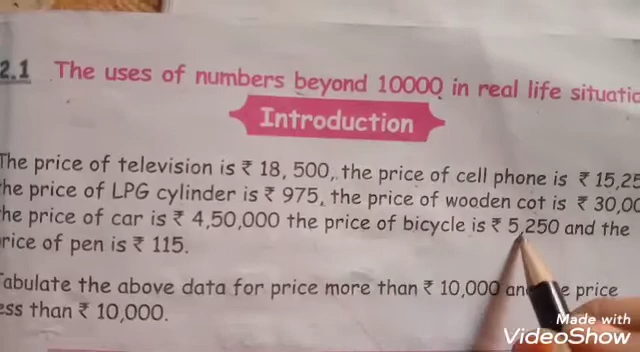 2.1 The uses of numbers beyond 10000 in real life situatio
Introduction
The price of television is ₹ 18, 500, the price of cell phone is ₹ 15,25
he price of LPG cylinder is ₹ 975, the price of wooden cot is ₹ 30,00
he price of car is ₹ 4,50,000 the price of bicycle is ₹ 5,250 and the
rice of pen is ₹ 115.
Tabulate the above data for price more than ₹ 10,000 an e price
ess than ₹ 10,000.
Made with
VideoShow